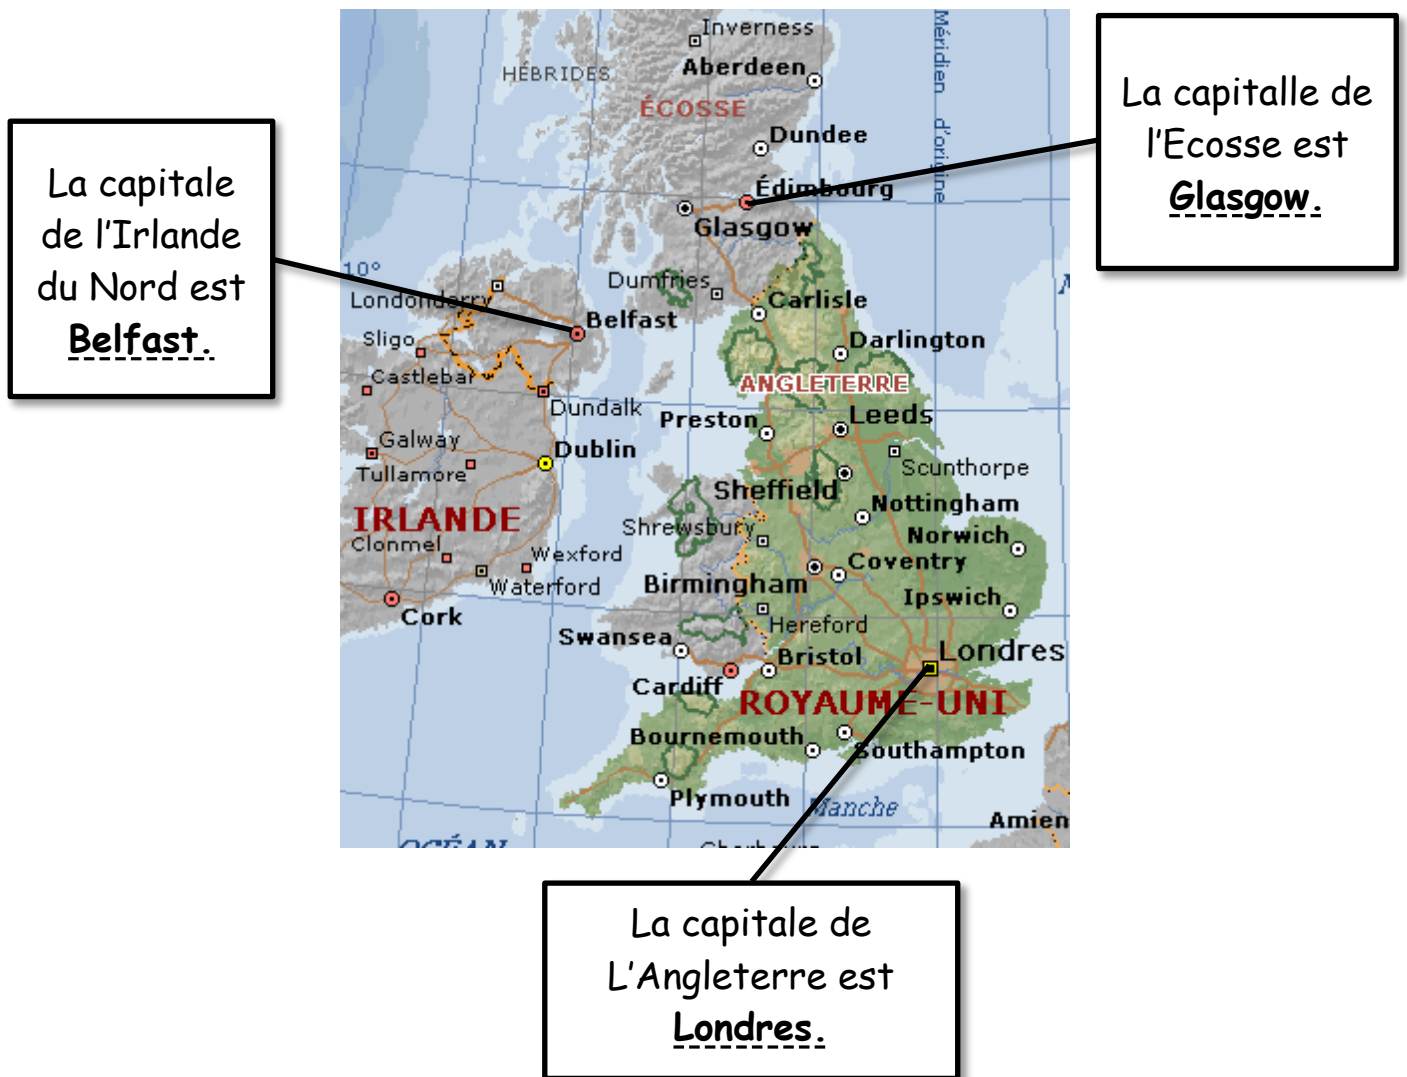 La capitale
de l'Irlande
du Nord est
Belfast.
La capitalle de
l'Ecosse est
Glasgow.
Inverness
HÉBRIDES
Aberdeen
ÉCOSSE
Méridien d'origine
Dundee
Édimbourg
Glasgow
10°
Londonderry
Dumfries
Carlisle
Belfast
Sligo
Darlington
Castlebar
ANGLETERRE
Dundalk
Preston
Leeds
Galway
Dublin
Tullamore
Scunthorpe
Sheffield
Nottingham
IRLANDE
Shrewsbury
Norwich
Clonmel
Wexford
Coventry
Waterford
Birmingham
Ipswich
Cork
Hereford
Swansea
Bristol
Londres
Cardiff
ROYAUME-UNI
Bournemouth
Southampton
Plymouth
Manche
Amien
OCÉAN
La capitale de
L'Angleterre est
Londres.